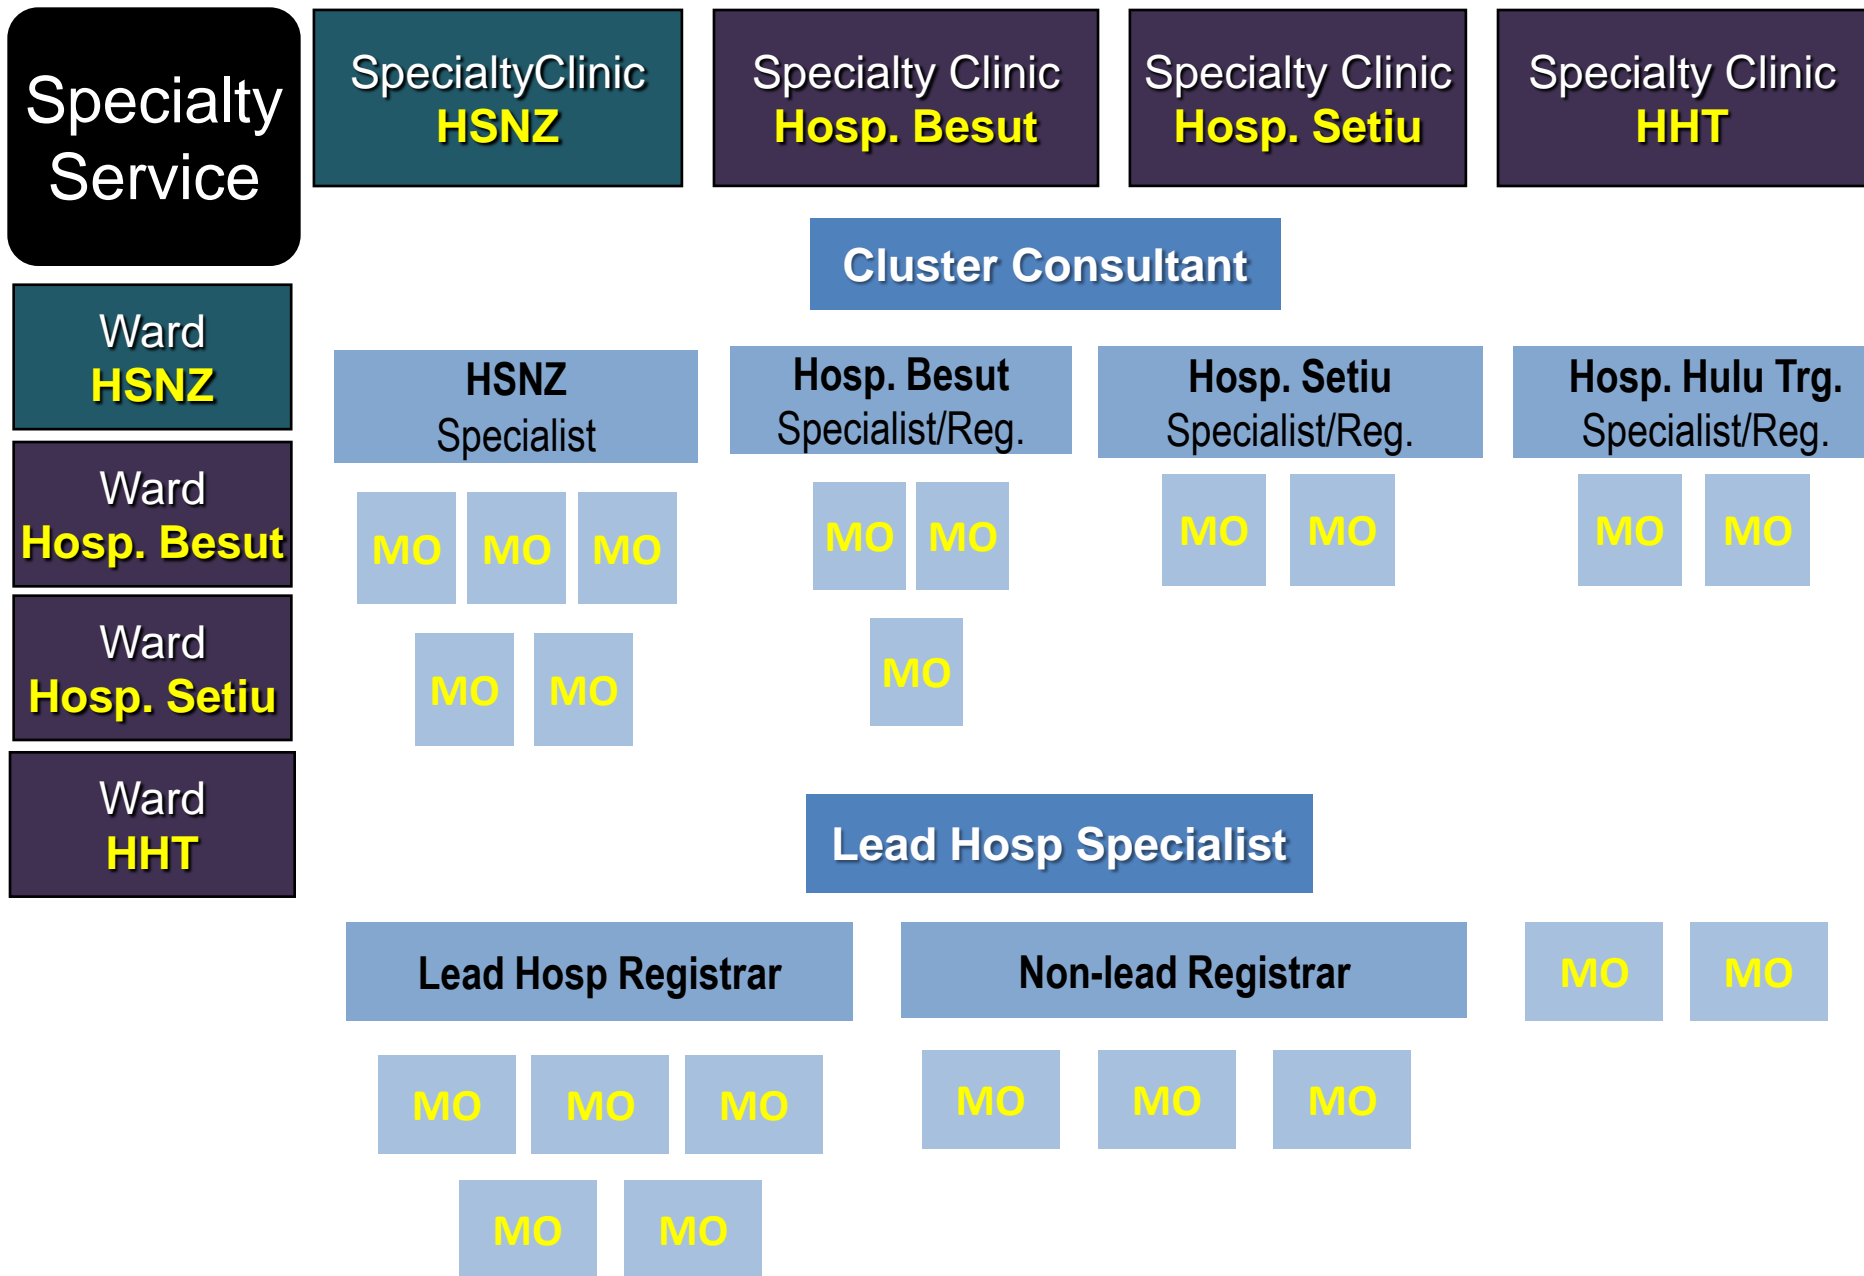 Specialty
Service
SpecialtyClinic
HSNZ
Specialty Clinic
Hosp. Besut
Specialty Clinic
Hosp. Setiu
Specialty Clinic
HHT
Ward
HSNZ
Ward
Hosp. Besut
Ward
Hosp. Setiu
Ward
HHT
Cluster Consultant
HSNZ
Specialist
Hosp. Besut
Specialist/Reg.
Hosp. Setiu
Specialist/Reg.
Hosp. Hulu Trg.
Specialist/Reg.
MO MO MO
MO MO
MO MO
MO
MO MO
MO MO
Lead Hosp Specialist
Lead Hosp Registrar
Non-lead Registrar
MO MO
MO MO MO
MO MO
MO MO MO